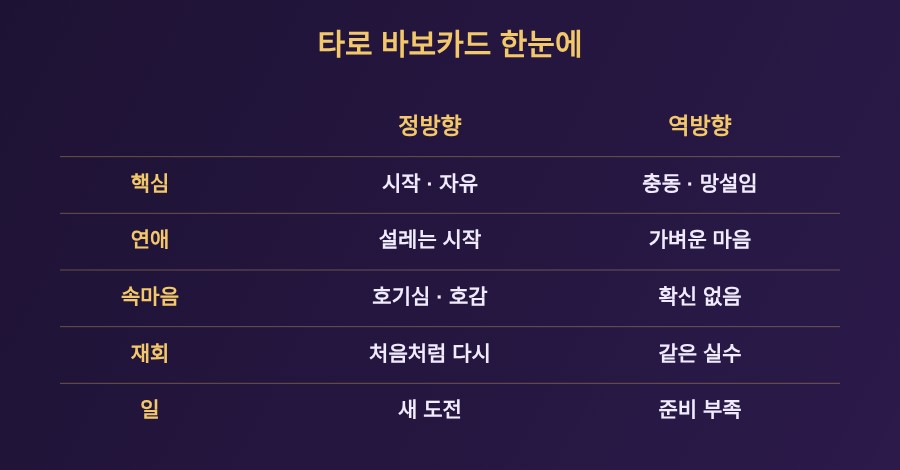 타로 바보카드 한눈에
정방향 역방향
핵심 시작 · 자유 충동 · 망설임
연애 설레는 시작 가벼운 마음
속마음 호기심 · 호감 확신 없음
재회 처음처럼 다시 같은 실수
일 새 도전 준비 부족